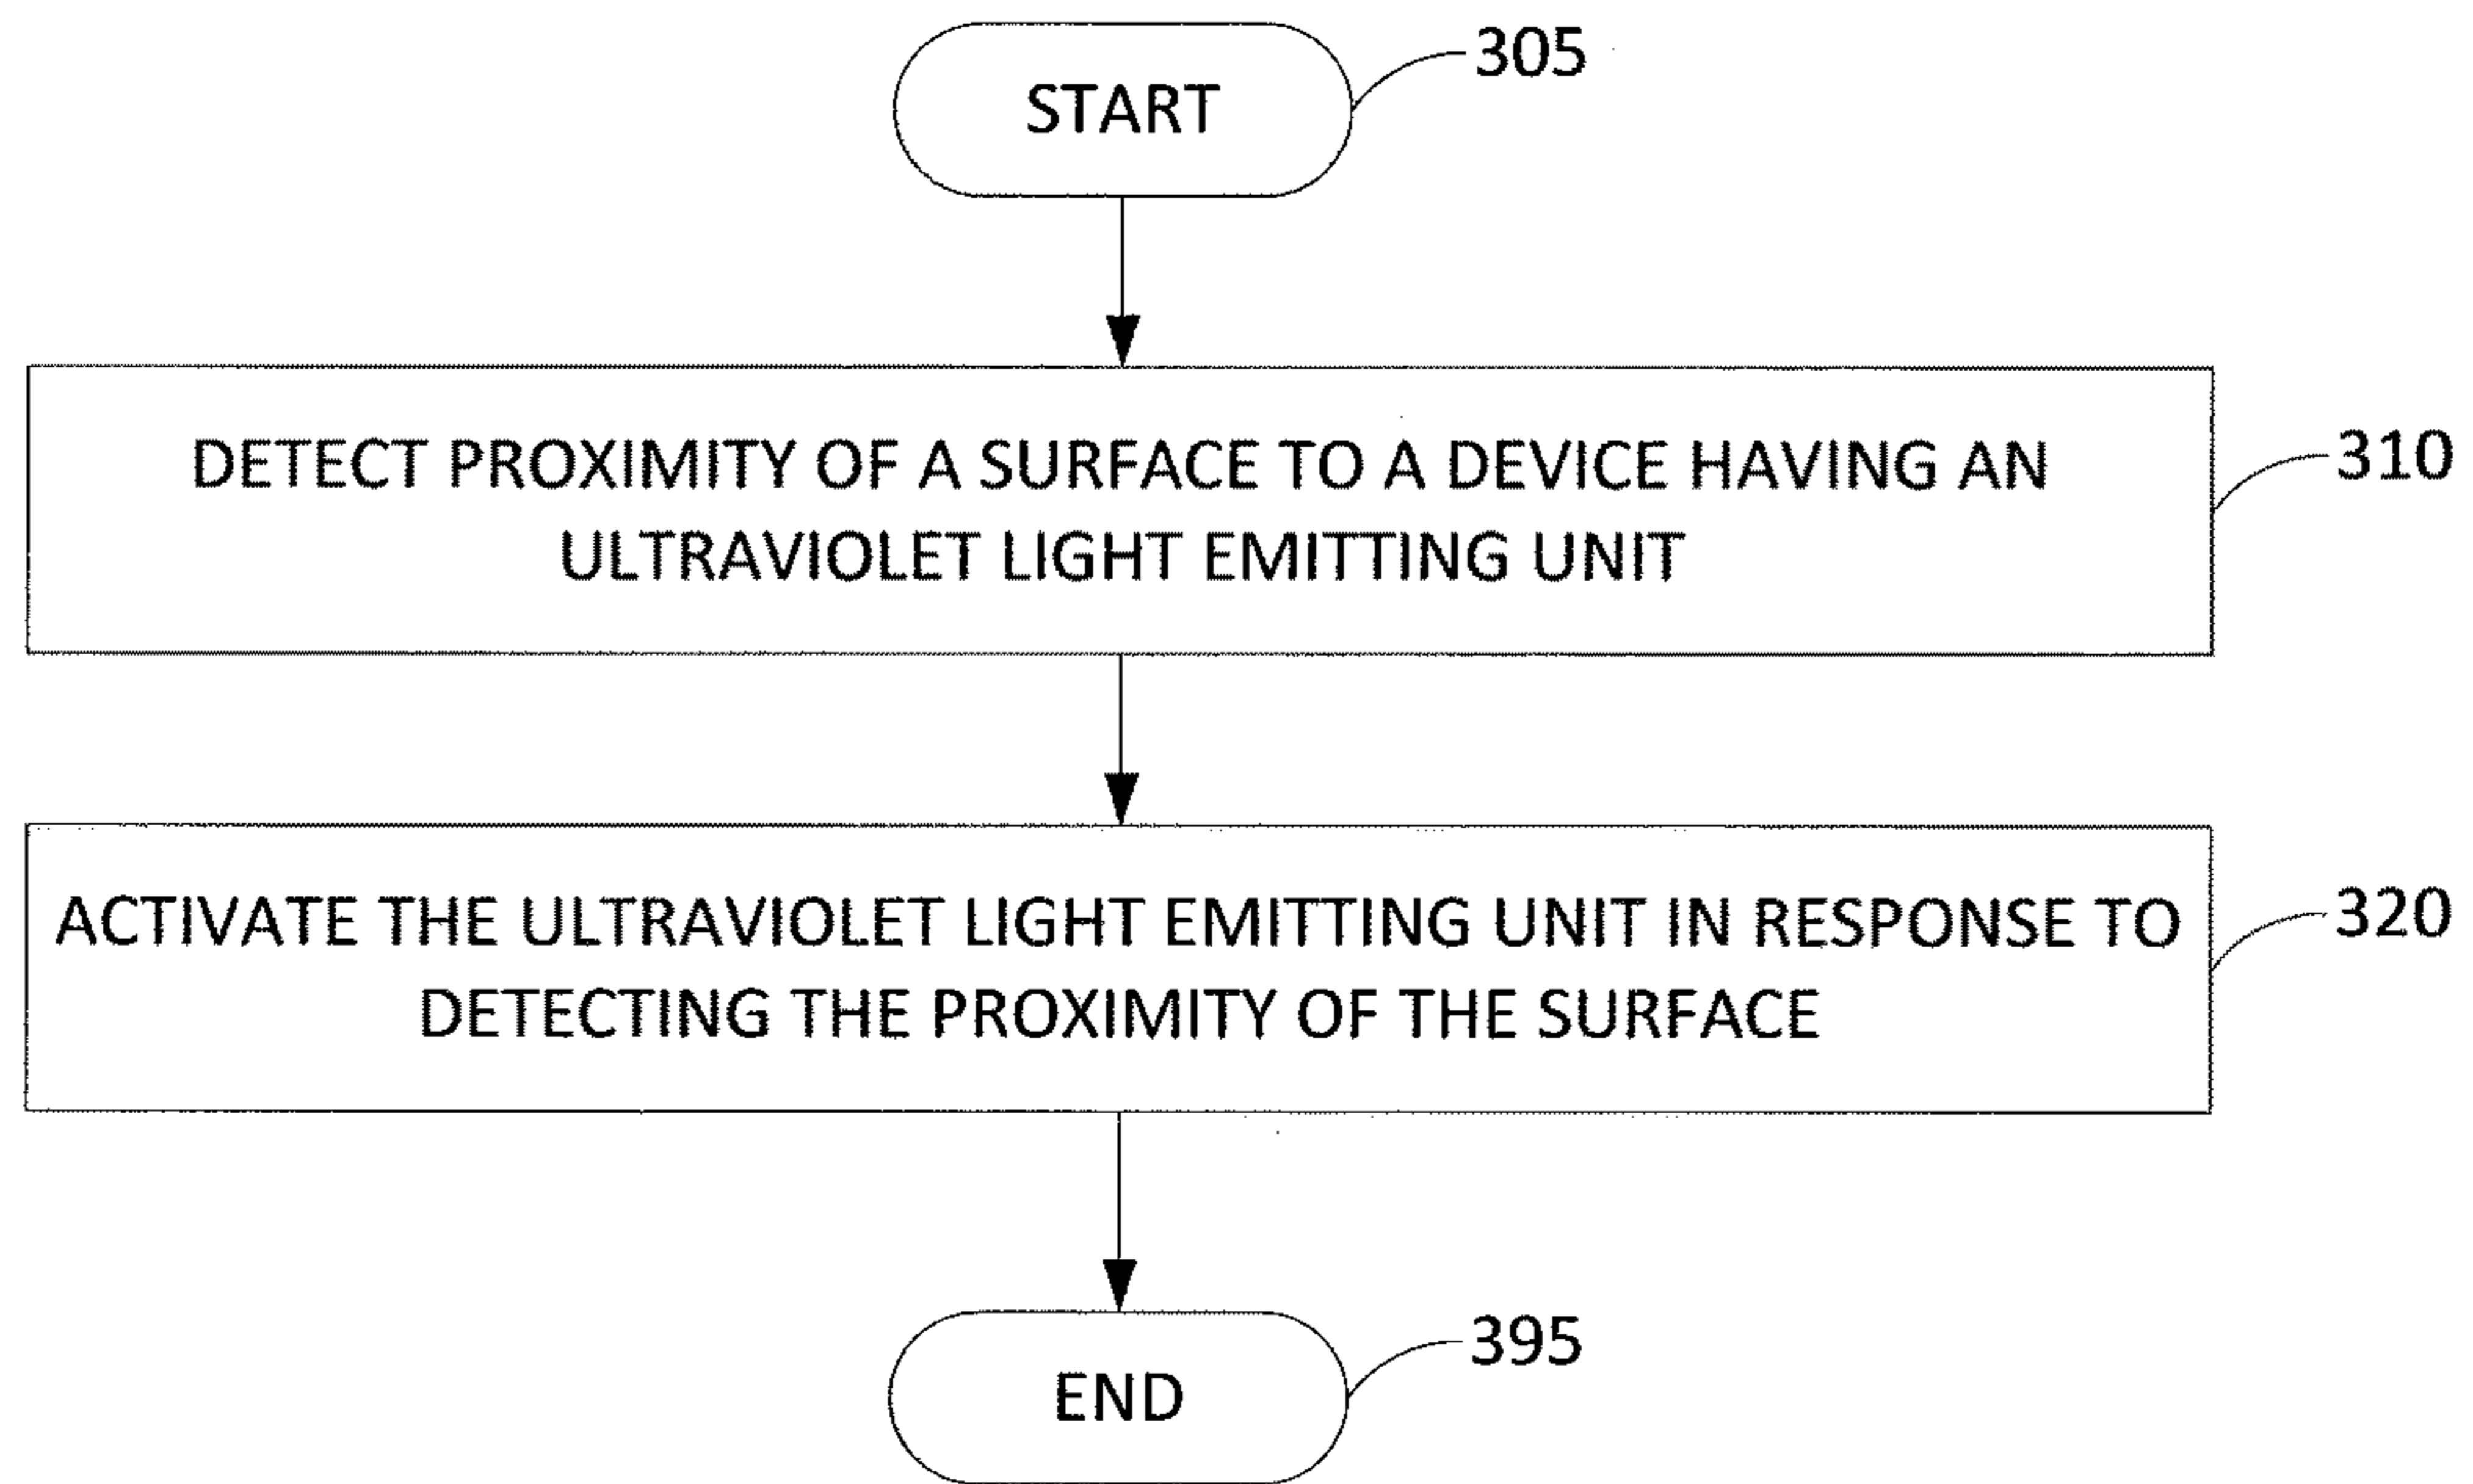 START
305
DETECT PROXIMITY OF A SURFACE TO A DEVICE HAVING AN
ULTRAVIOLET LIGHT EMITTING UNIT
310
ACTIVATE THE ULTRAVIOLET LIGHT EMITTING UNIT IN RESPONSE TO
DETECTING THE PROXIMITY OF THE SURFACE
320
END
395